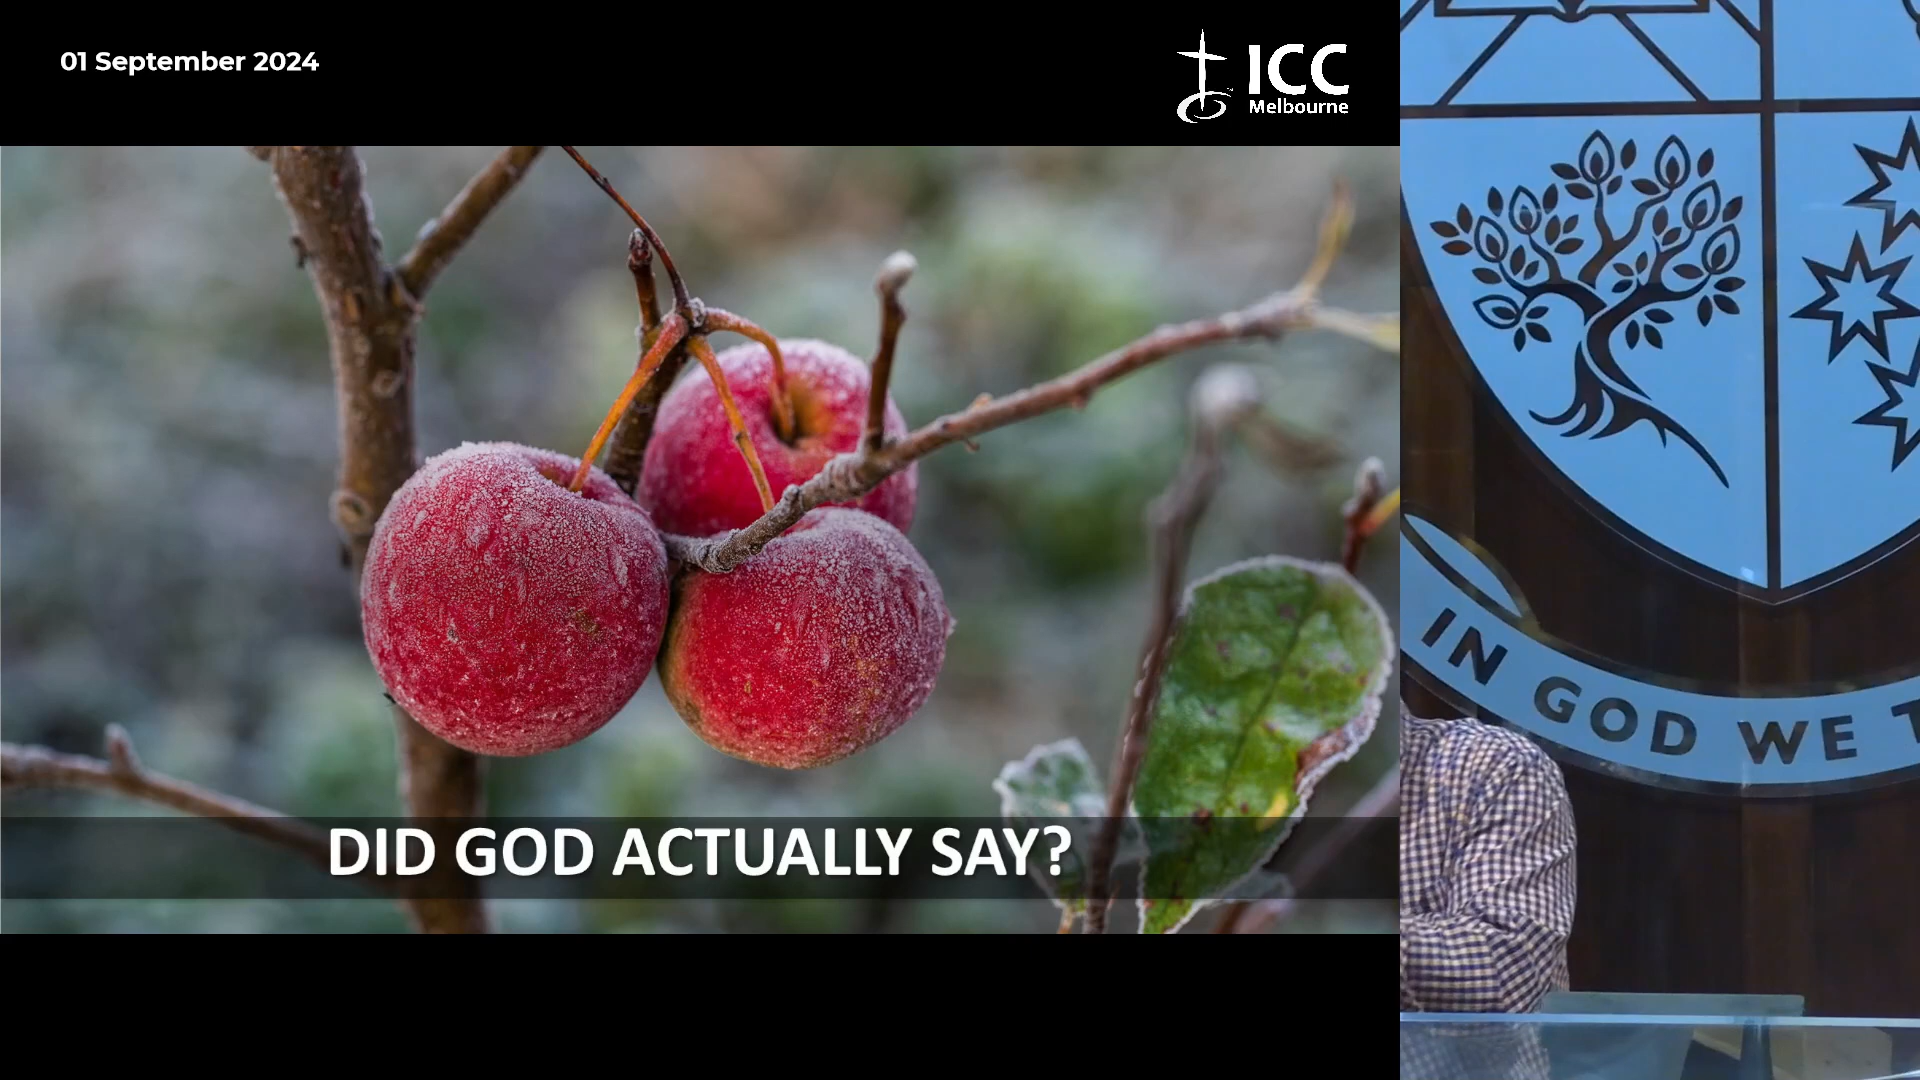 01 September 2024
ICC
Melbourne
DID GOD ACTUALLY SAY?
IN GOD WE T